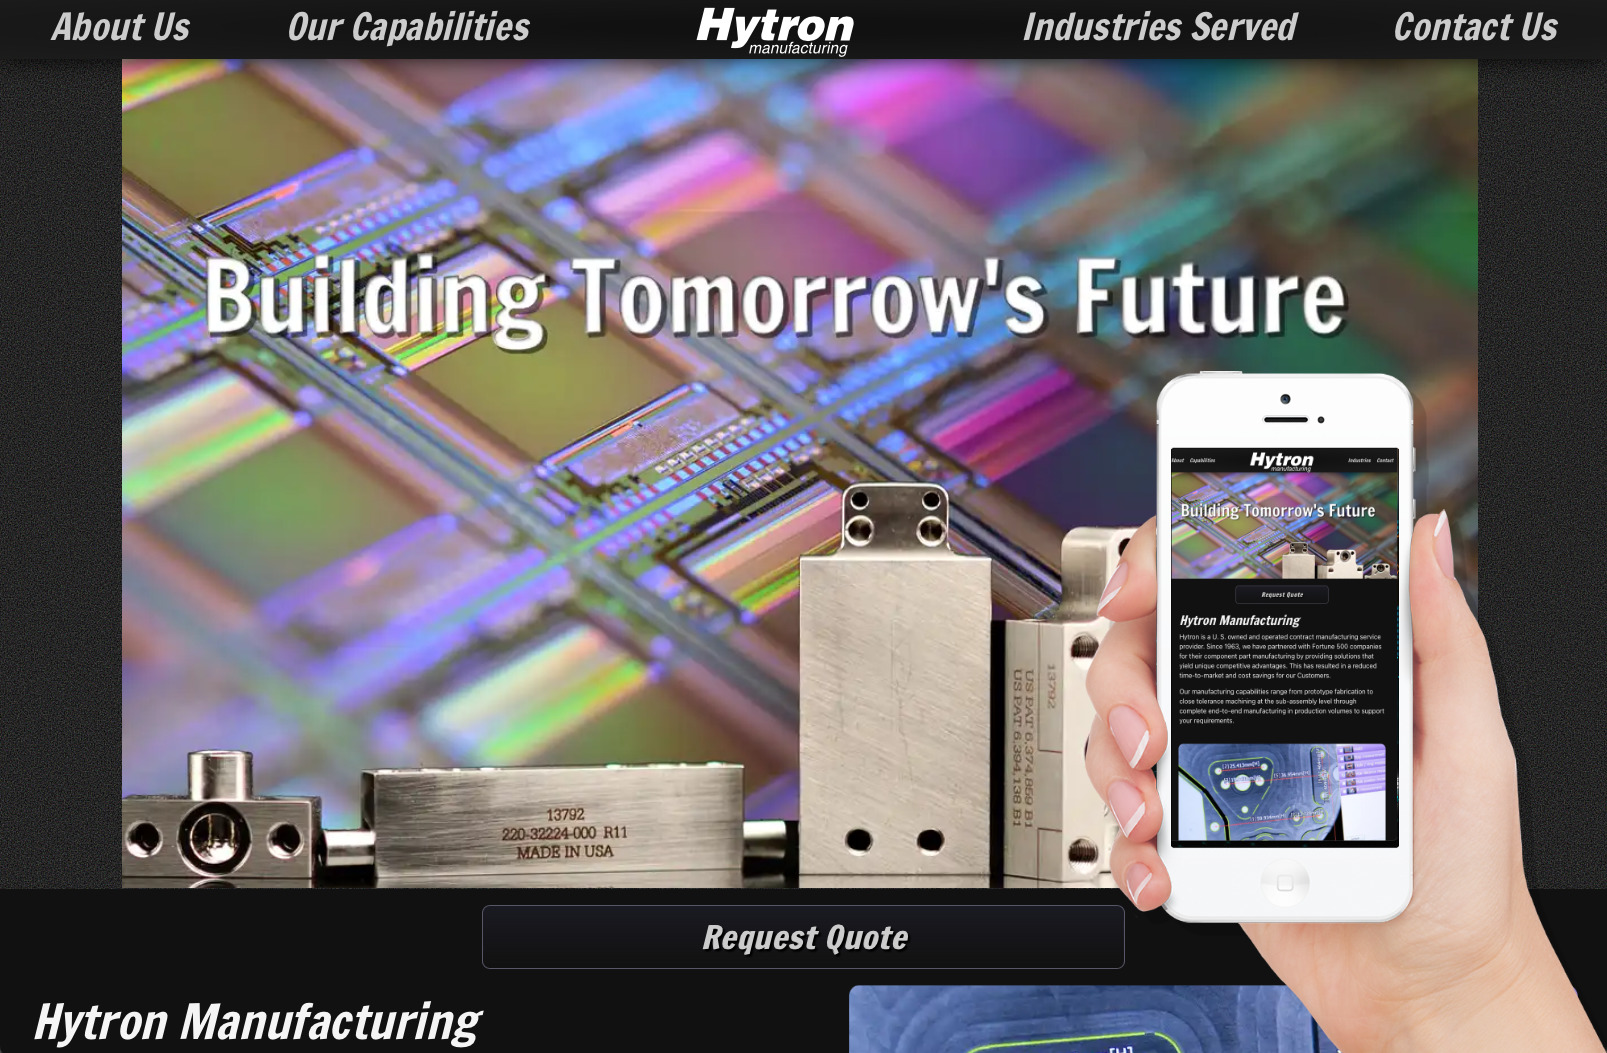 About Us
Our Capabilities
Hytron
manufacturing
Industries Served
Contact Us
Building Tomorrow's Future
13792
220-32224-000 R11
MADE IN USA
13792
US PAT 6,374,859 B1
US PAT 6,394,138 B1
About
Capabilities
Hytron
manufacturing
Industries
Contact
Building Tomorrow's Future
Request Quote
Hytron Manufacturing
Hytron is a U. S. owned and operated contract manufacturing service
provider. Since 1963, we have partnered with Fortune 500 companies
for their component part manufacturing by providing solutions that
yield unique competitive advantages. This has resulted in a reduced
time-to-market and cost savings for our Customers.
Our manufacturing capabilities range from prototype fabrication to
close tolerance machining at the sub-assembly level through
complete end-to-end manufacturing in production volumes to support
your requirements.
Request Quote
Hytron Manufacturing